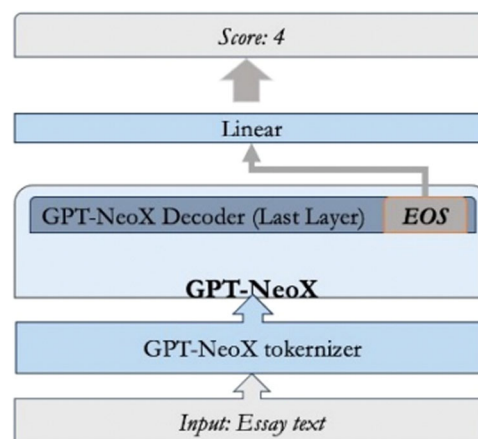 Score: 4
Linear
GPT-NeoX Decoder (Last Layer) EOS
GPT-NeoX
GPT-NeoX tokernizer
Input: Essay text